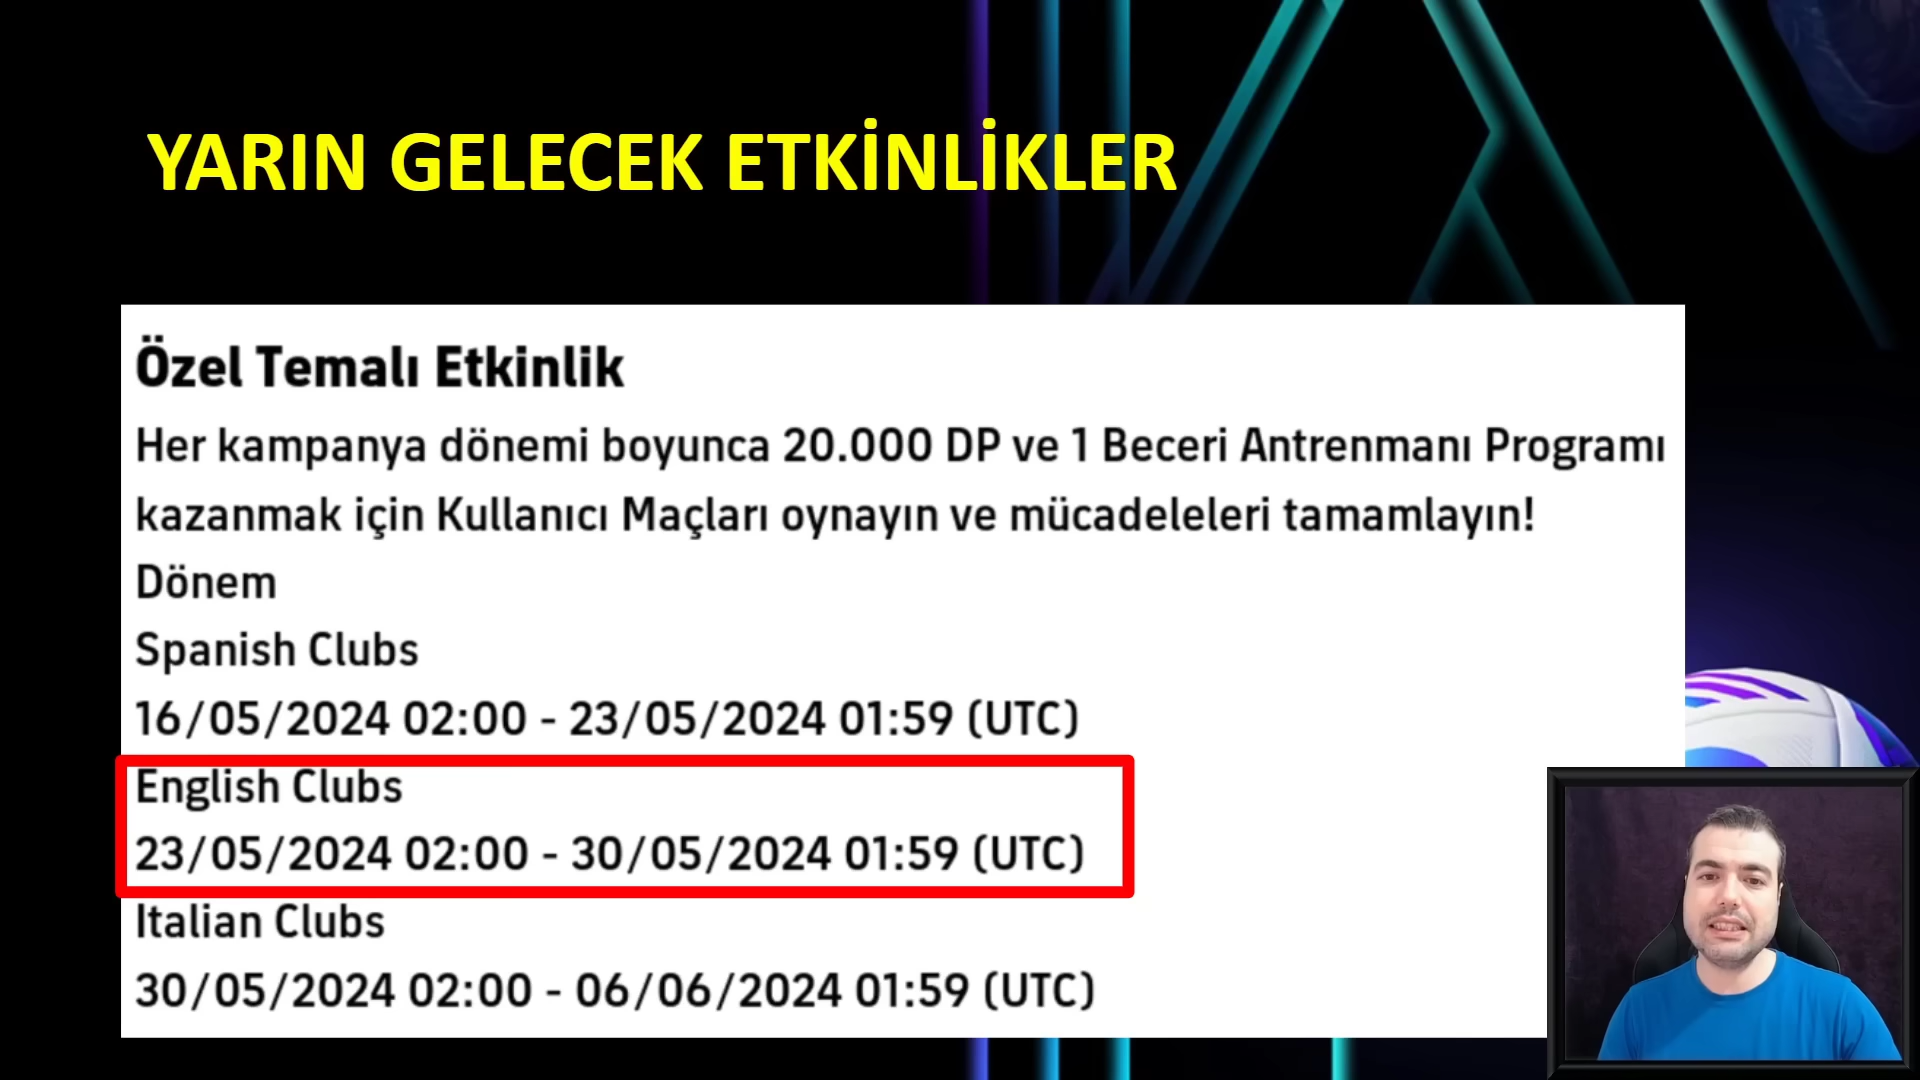 YARIN GELECEK ETKİNLİKLER
Özel Temalı Etkinlik
Her kampanya dönemi boyunca 20.000 DP ve 1 Beceri Antrenmanı Programı
kazanmak için Kullanıcı Maçları oynayın ve mücadeleleri tamamlayın!
Dönem
Spanish Clubs
16/05/2024 02:00 - 23/05/2024 01:59 (UTC)
English Clubs
23/05/2024 02:00 - 30/05/2024 01:59 (UTC)
Italian Clubs
30/05/2024 02:00 - 06/06/2024 01:59 (UTC)